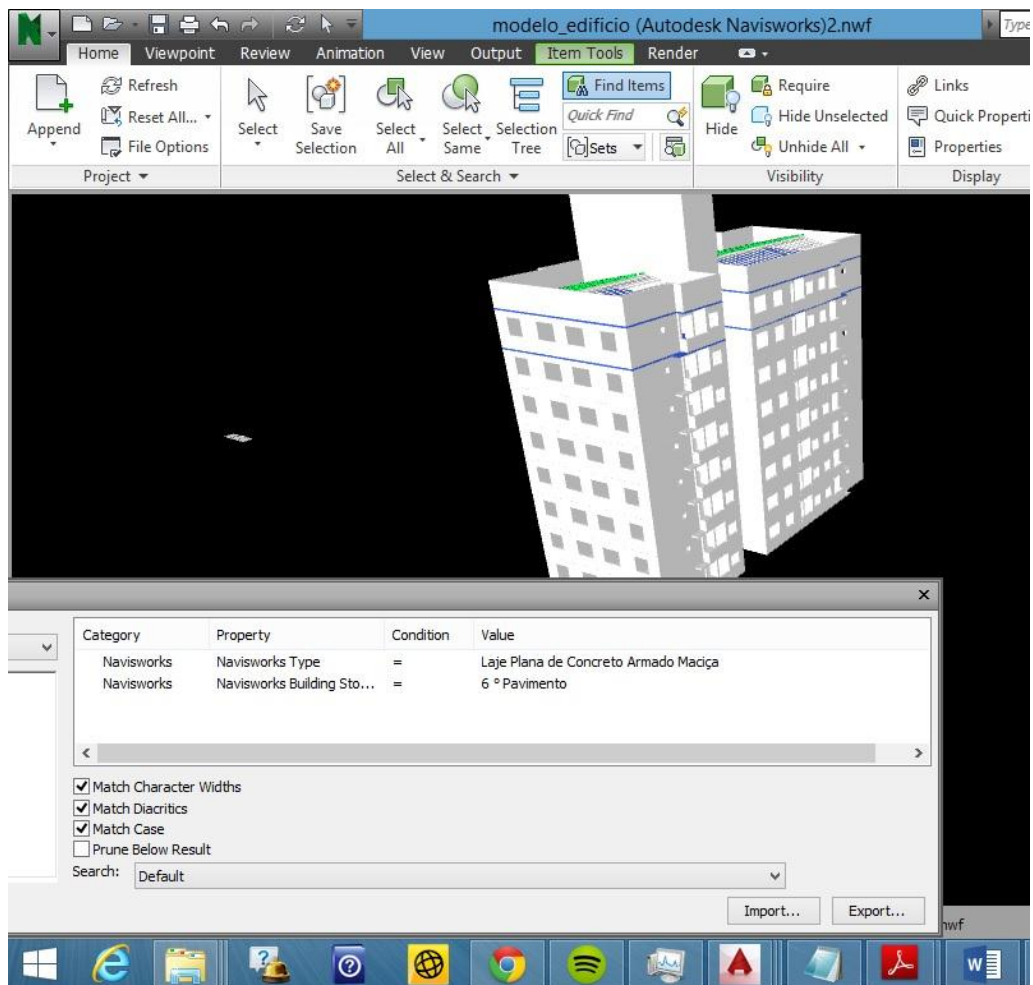 modelo_edificio (Autodesk Navisworks)2.nwf
Type
Home Viewpoint Review Animation View Output Item Tools Render
Append
Refresh
Reset All...
File Options
Project
Select
Save Selection
Select All
Select Same
Selection Tree
Find Items
Quick Find
Sets
Select & Search
Hide
Require
Hide Unselected
Unhide All
Visibility
Links
Quick Properti
Properties
Display
Category Property Condition Value
Navisworks Navisworks Type = Laje Plana de Concreto Armado Maciça
Navisworks Navisworks Building Sto... = 6 º Pavimento
Match Character Widths
Match Diacritics
Match Case
Prune Below Result
Search: Default
Import... Export...
nwf